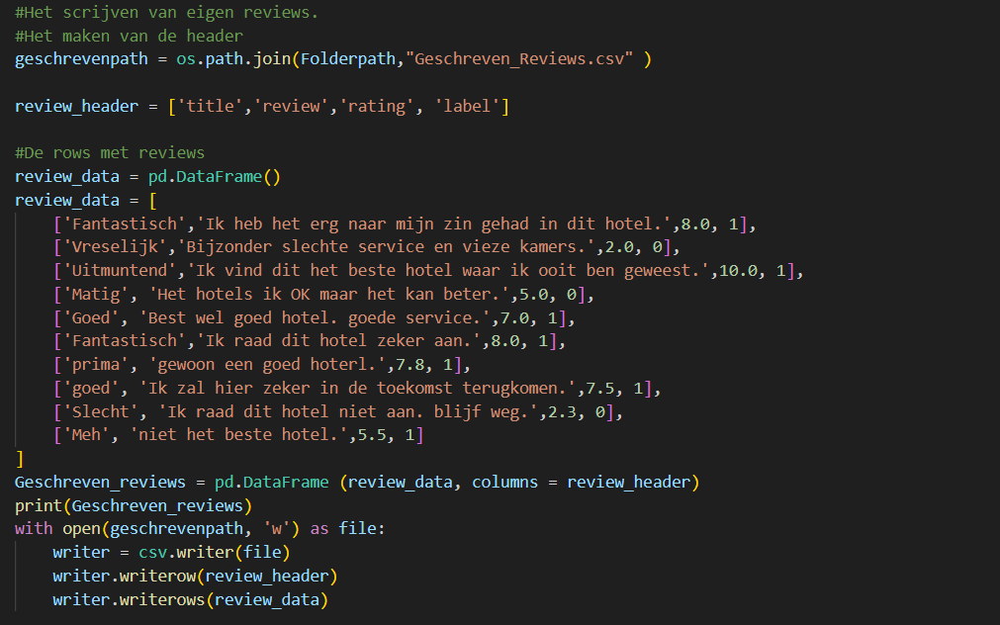 #Het scrijven van eigen reviews.
#Het maken van de header
geschrevenpath = os.path.join(Folderpath,"Geschreven_Reviews.csv" )
review_header = ['title','review','rating', 'label']
#De rows met reviews
review_data = pd.DataFrame()
review_data = [
    ['Fantastisch','Ik heb het erg naar mijn zin gehad in dit hotel.',8.0, 1],
    ['Vreselijk','Bijzonder slechte service en vieze kamers.',2.0, 0],
    ['Uitmuntend','Ik vind dit het beste hotel waar ik ooit ben geweest.',10.0, 1],
    ['Matig', 'Het hotels ik OK maar het kan beter.',5.0, 0],
    ['Goed', 'Best wel goed hotel. goede service.',7.0, 1],
    ['Fantastisch','Ik raad dit hotel zeker aan.',8.0, 1],
    ['prima', 'gewoon een goed hoterl.',7.8, 1],
    ['goed', 'Ik zal hier zeker in de toekomst terugkomen.',7.5, 1],
    ['Slecht', 'Ik raad dit hotel niet aan. blijf weg.',2.3, 0],
    ['Meh', 'niet het beste hotel.',5.5, 1]
]
Geschreven_reviews = pd.DataFrame (review_data, columns = review_header)
print(Geschreven_reviews)
with open(geschrevenpath, 'w') as file:
    writer = csv.writer(file)
    writer.writerow(review_header)
    writer.writerows(review_data)